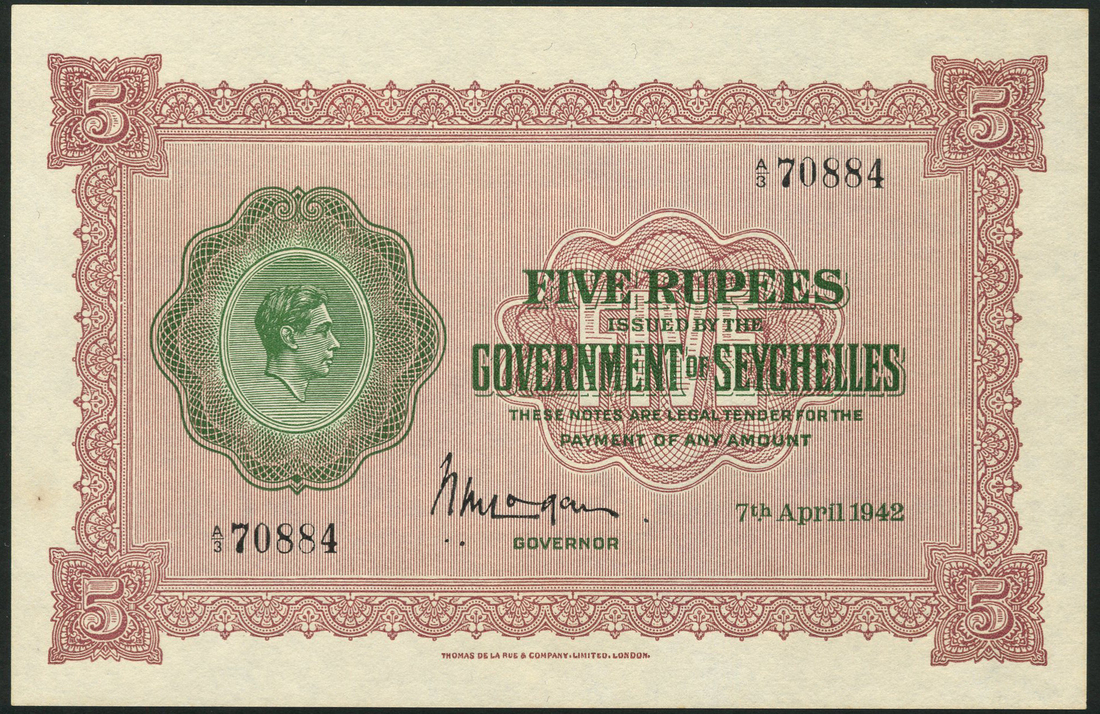 5 5
A/3 70884
FIVE
FIVE RUPEES
ISSUED BY THE
GOVERNMENT OF SEYCHELLES
THESE NOTES ARE LEGAL TENDER FOR THE
PAYMENT OF ANY AMOUNT
7th April 1942
A/3 70884
GOVERNOR
5 5
THOMAS DE LA RUE & COMPANY, LIMITED, LONDON.